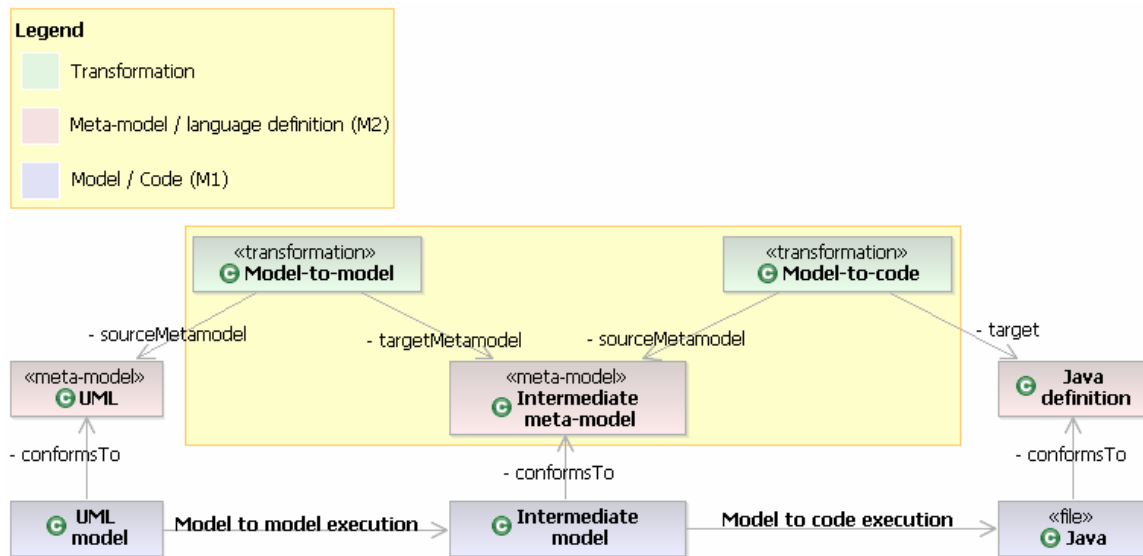 Legend
Transformation
Meta-model / language definition (M2)
Model / Code (M1)
«transformation»
Model-to-model
«transformation»
Model-to-code
- sourceMetamodel
- targetMetamodel
- sourceMetamodel
- target
«meta-model»
UML
«meta-model»
Intermediate
meta-model
Java
definition
- conformsTo
- conformsTo
- conformsTo
UML
model
Model to model execution
Intermediate
model
Model to code execution
«file»
Java